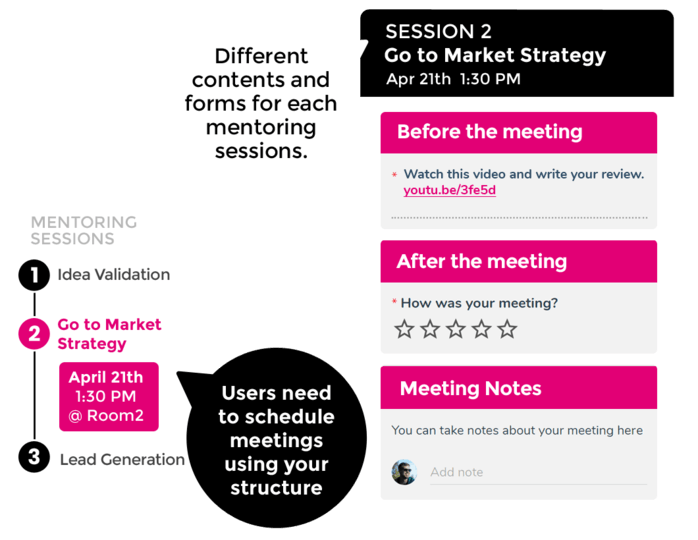 Different
contents and
forms for each
mentoring
sessions.
SESSION 2
Go to Market Strategy
Apr 21th 1:30 PM
Before the meeting
* Watch this video and write your review.
youtu.be/3fe5d
After the meeting
* How was your meeting?
Meeting Notes
You can take notes about your meeting here
Add note
MENTORING
SESSIONS
1 Idea Validation
2 Go to Market
Strategy
April 21th
1:30 PM
@ Room2
3 Lead Generation
Users need
to schedule
meetings
using your
structure